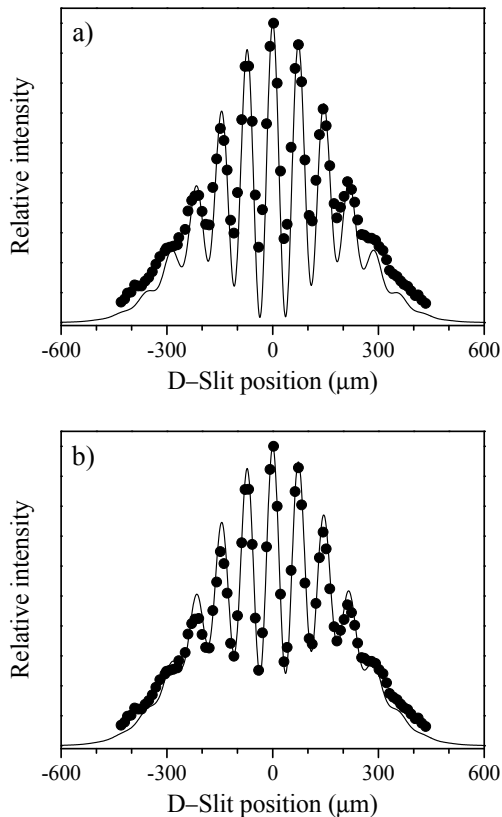 a)
Relative intensity
-600 -300 0 300 600
D–Slit position (μm)
b)
Relative intensity
-600 -300 0 300 600
D–Slit position (μm)